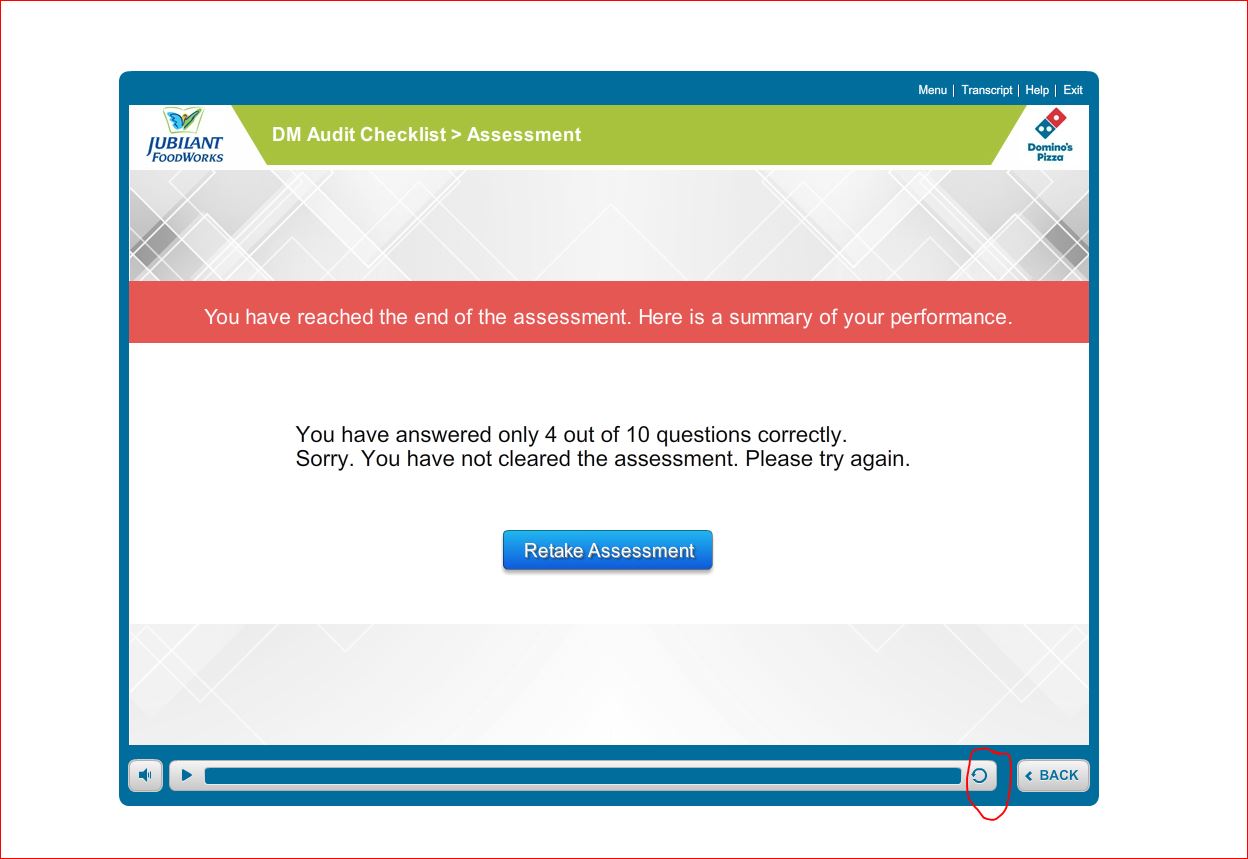 Menu | Transcript | Help | Exit
JUBILANT
FOODWORKS
DM Audit Checklist > Assessment
Domino's
Pizza
You have reached the end of the assessment. Here is a summary of your performance.
You have answered only 4 out of 10 questions correctly.
Sorry. You have not cleared the assessment. Please try again.
Retake Assessment
BACK